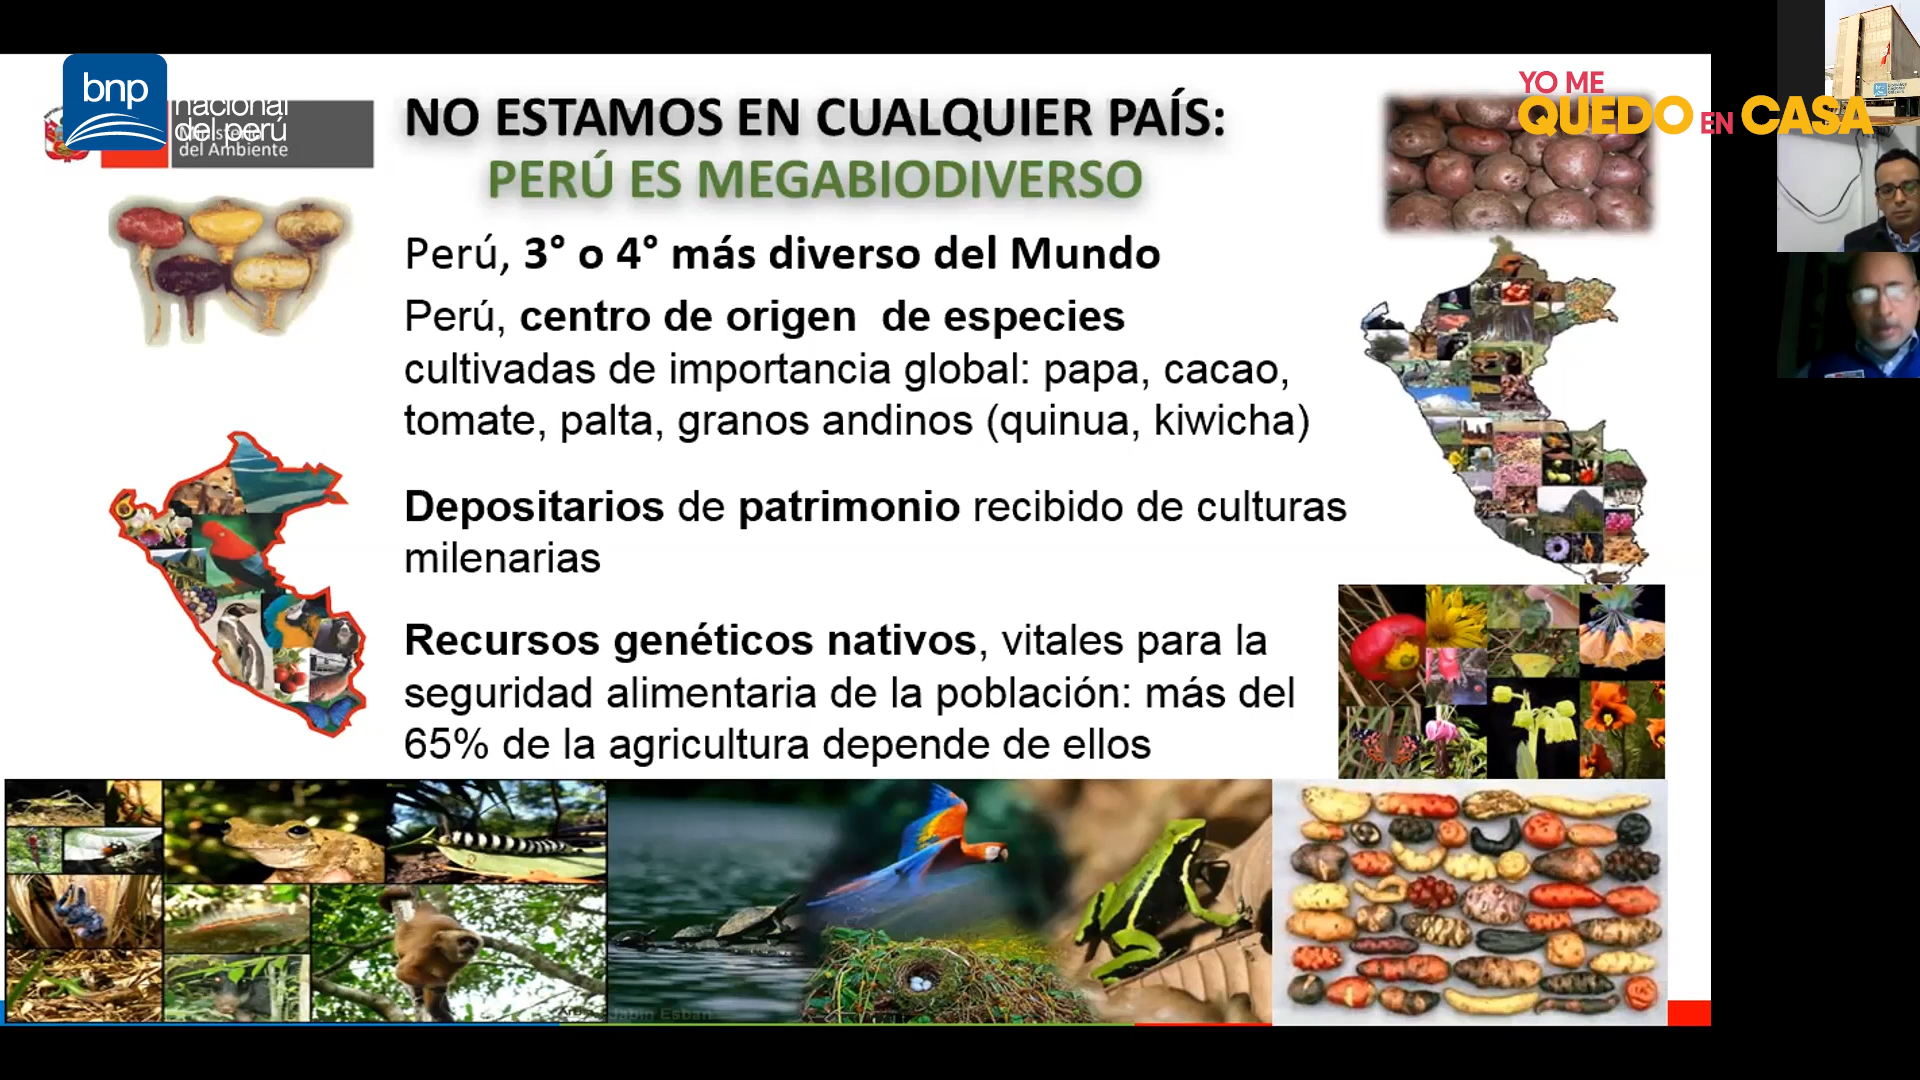 bnp
nacional
del perú
Ministerio
del Ambiente
NO ESTAMOS EN CUALQUIER PAÍS:
PERÚ ES MEGABIODIVERSO
YO ME
QUEDO EN CASA
Perú, 3° o 4° más diverso del Mundo
Perú, centro de origen de especies
cultivadas de importancia global: papa, cacao,
tomate, palta, granos andinos (quinua, kiwicha)
Depositarios de patrimonio recibido de culturas
milenarias
Recursos genéticos nativos, vitales para la
seguridad alimentaria de la población: más del
65% de la agricultura depende de ellos